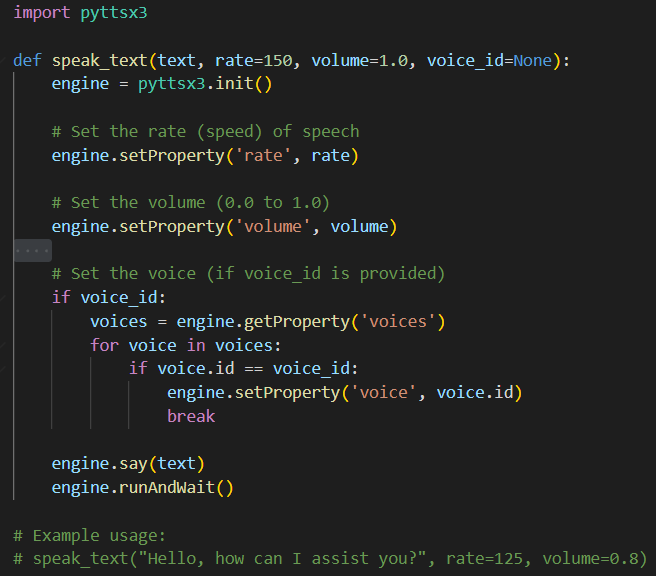 import pyttsx3
def speak_text(text, rate=150, volume=1.0, voice_id=None):
    engine = pyttsx3.init()
    # Set the rate (speed) of speech
    engine.setProperty('rate', rate)
    # Set the volume (0.0 to 1.0)
    engine.setProperty('volume', volume)
    # Set the voice (if voice_id is provided)
    if voice_id:
        voices = engine.getProperty('voices')
        for voice in voices:
            if voice.id == voice_id:
                engine.setProperty('voice', voice.id)
                break
    engine.say(text)
    engine.runAndWait()
# Example usage:
# speak_text("Hello, how can I assist you?", rate=125, volume=0.8)